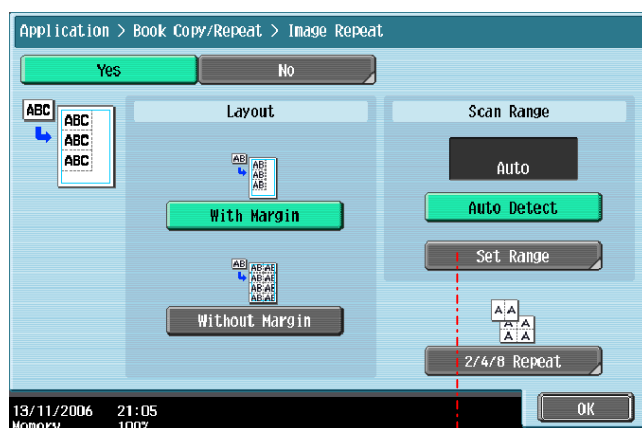 Application > Book Copy/Repeat > Image Repeat
Yes
No
ABC
ABC
ABC
ABC
Layout
AB
AB
AB
AB
With Margin
AB
AB AB
AB AB
AB AB
AB AB
Without Margin
Scan Range
Auto
Auto Detect
Set Range
A A
A A
A A
2/4/8 Repeat
13/11/2006 21:05
Memory 100%
OK